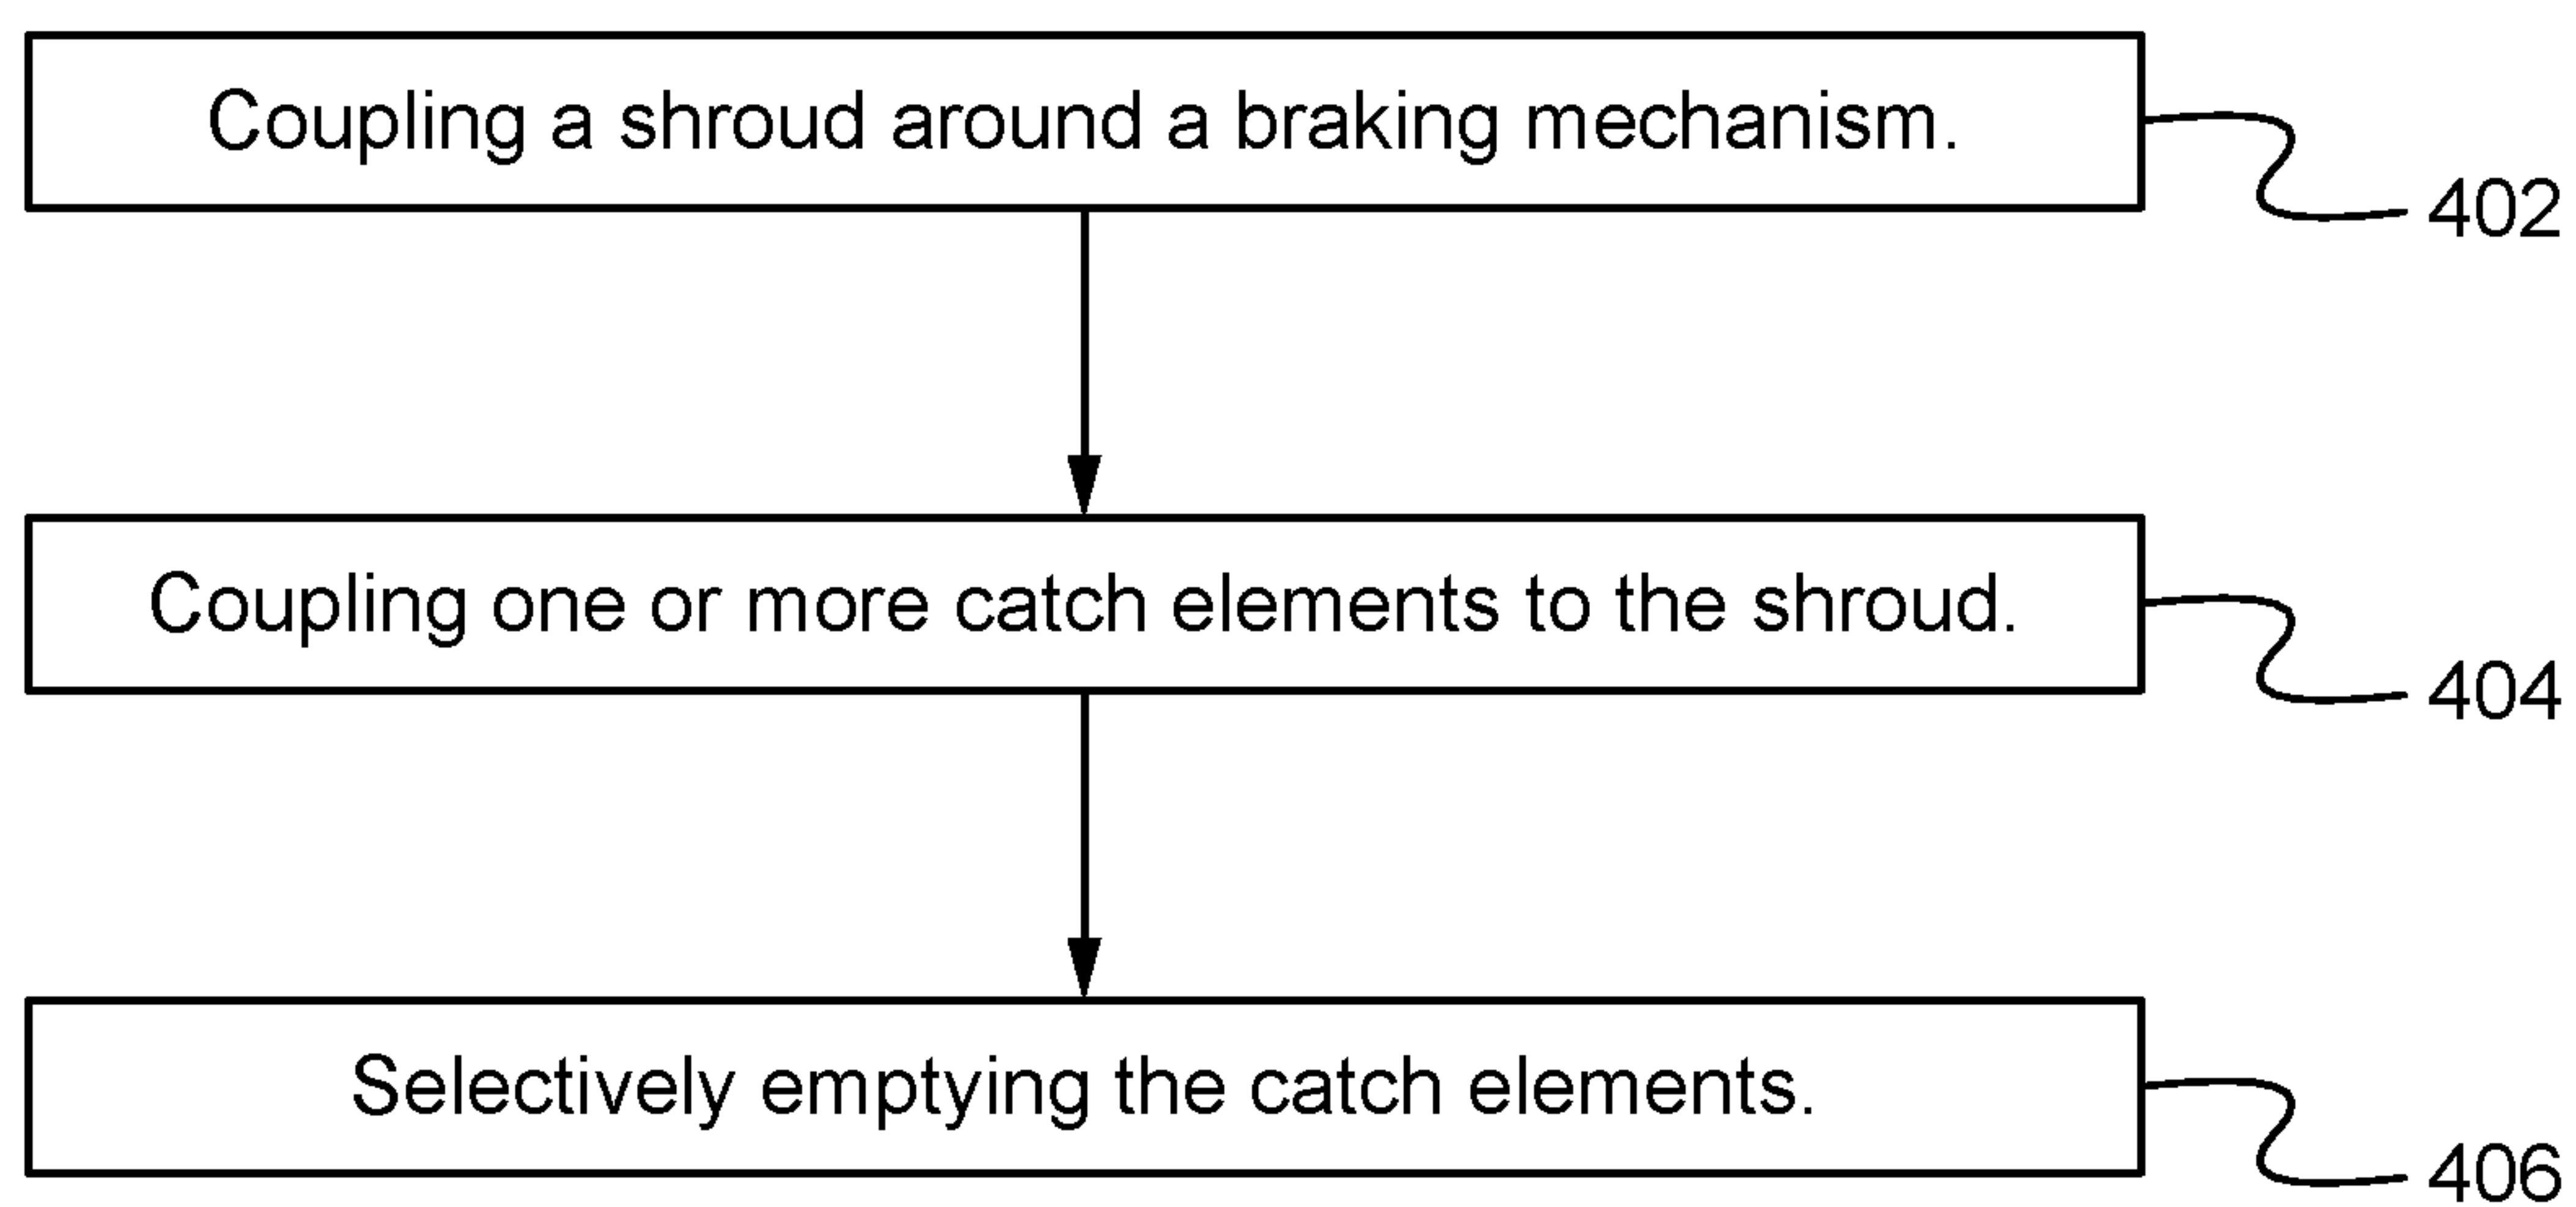 Coupling a shroud around a braking mechanism.
402
Coupling one or more catch elements to the shroud.
404
Selectively emptying the catch elements.
406